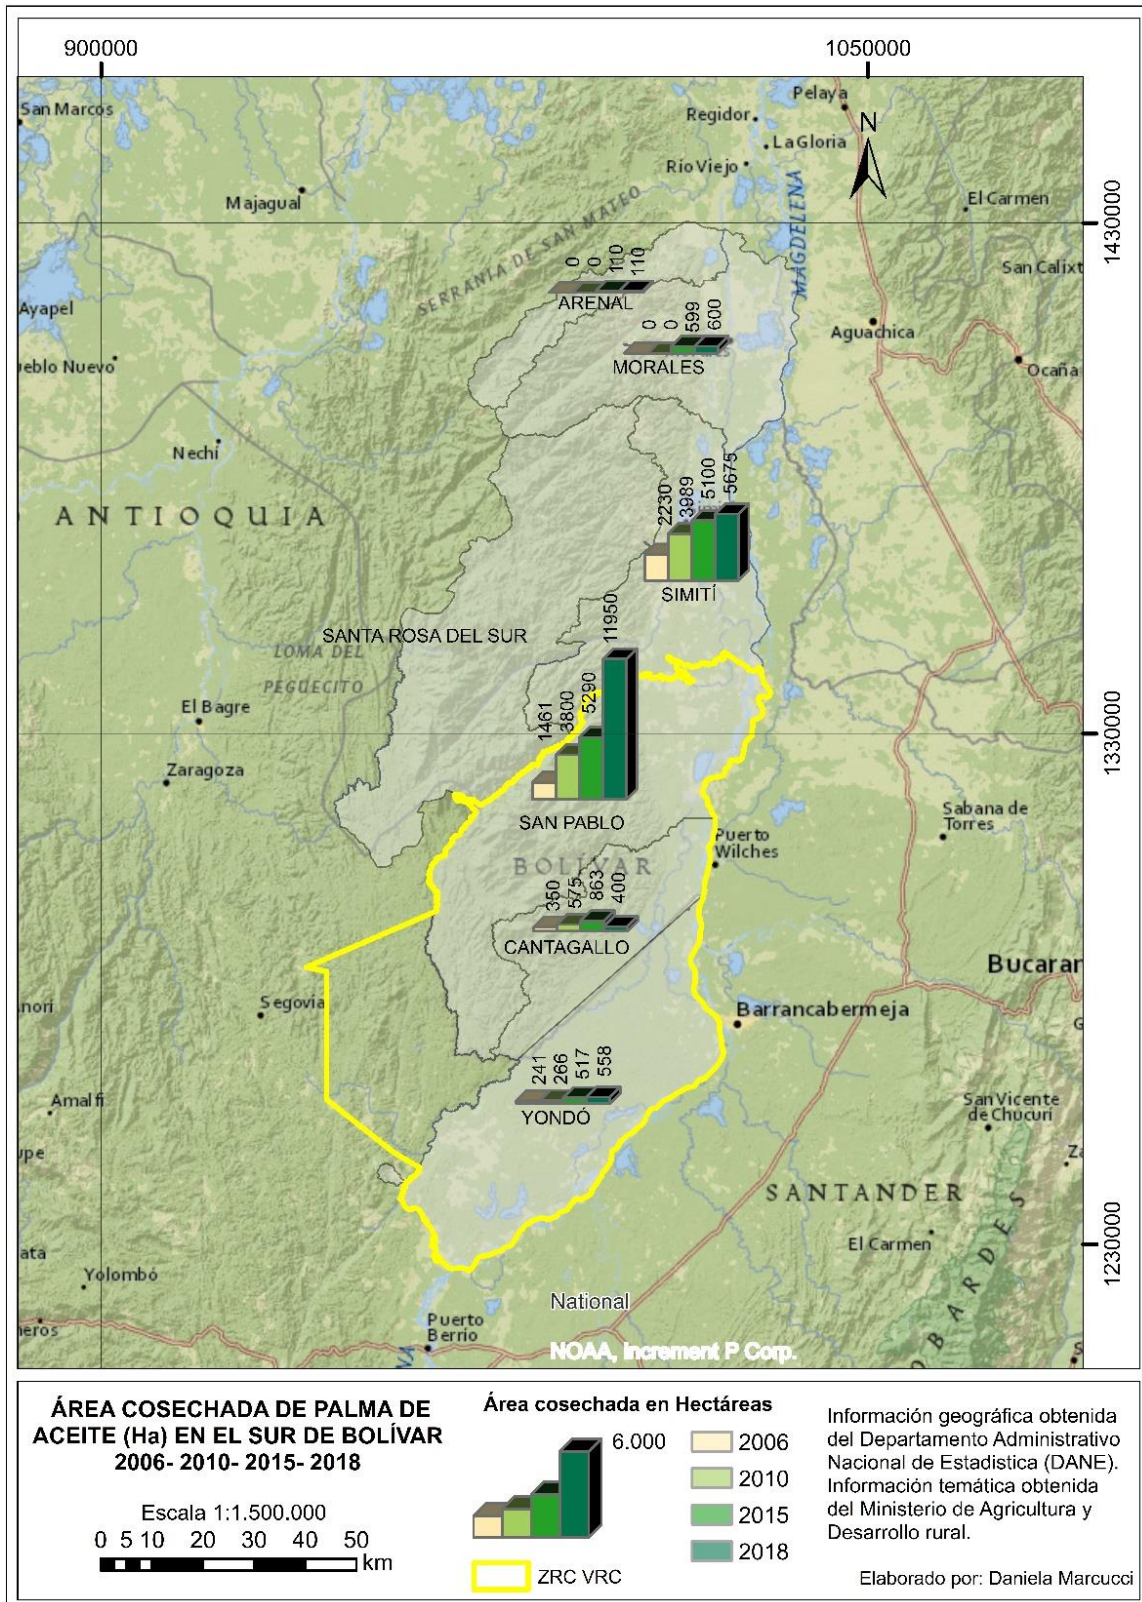 900000
1050000
San Marcos
Pelaya
Regidor
N
La Gloria
Rio Viejo
Majagual
MAGDELENA
El Carmen
SERRANIA DE SAN MATEO
1430000
San Calixt
0 0 110 110
ARENAL
Ayapel
0 0 599 600
Aguachica
ueblo Nuevo
MORALES
Ocaña
Nechí
2230 3989 5100 5675
ANTIOQUIA
SIMITÍ
SANTA ROSA DEL SUR
LOMA DEL
PEGUECITO
1461 3800 5290 11950
El Bagre
1330000
Zaragoza
Sabana de
Torres
SAN PABLO
Puerto
Wilches
BOLÍVAR
350 575 863 400
CANTAGALLO
Bucarar
Segovia
nori
Barrancabermeja
G
241 266 517 558
YONDÓ
Amalfi
San Vicente
de Chucurí
upe
Za
SANTANDER
El Carmen
1230000
ata
Yolombó
OBARDES
National
neros
Puerto
Berrío
NOAA, Increment P Corp.
NA
S
ÁREA COSECHADA DE PALMA DE
ACEITE (Ha) EN EL SUR DE BOLÍVAR
2006- 2010- 2015- 2018
Escala 1:1.500.000
0 5 10 20 30 40 50
km
Área cosechada en Hectáreas
6.000
2006
2010
2015
2018
ZRC VRC
Información geográfica obtenida
del Departamento Administrativo
Nacional de Estadistica (DANE).
Información temática obtenida
del Ministerio de Agricultura y
Desarrollo rural.
Elaborado por: Daniela Marcucci